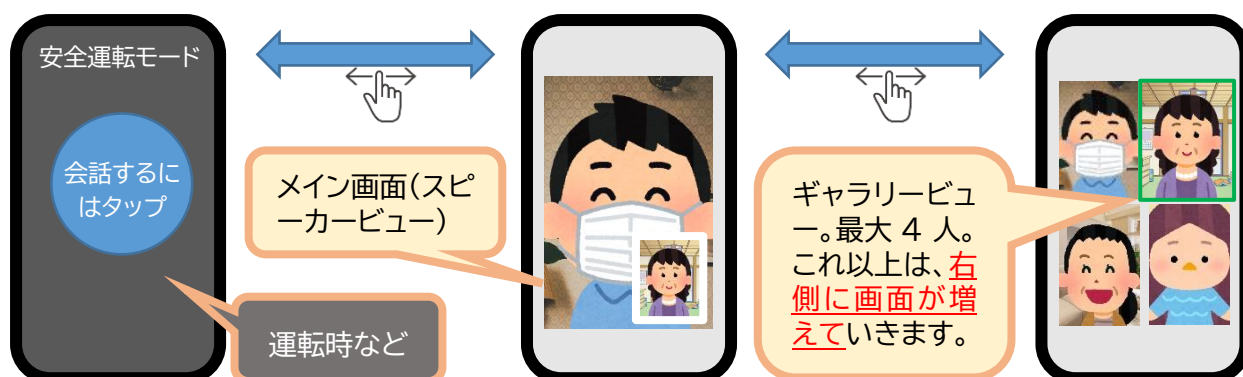 安全運転モード
会話するに
はタップ
運転時など
メイン画面(スピ
ーカービュー)
ギャラリービュ
ー。最大 4 人。
これ以上は、右
側に画面が増
えていきます。